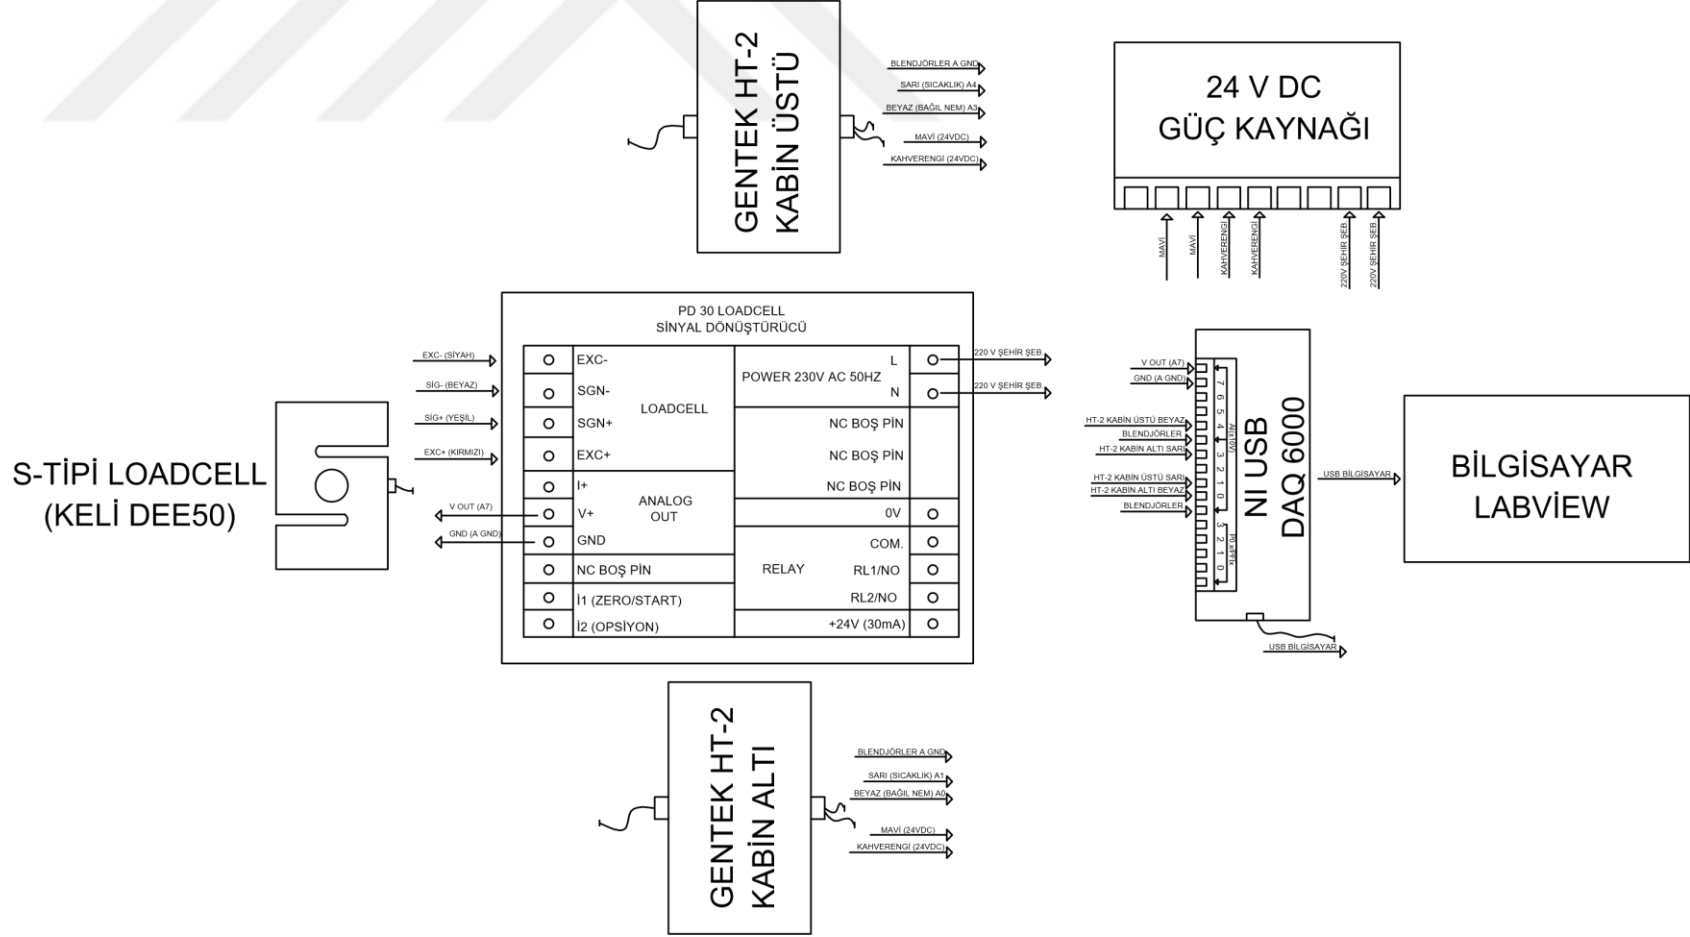 GENTEK HT-2
KABİN ÜSTÜ
BLENDJÖRLER A GND
SARI (SICAKLIK) A4
BEYAZ (BAĞIL NEM) A3
MAVİ (24VDC)
KAHVERENGİ (24VDC)
24 V DC
GÜÇ KAYNAĞI
MAVİ
MAVİ
KAHVERENGİ
KAHVERENGİ
220V ŞEHİR ŞEB.
220V ŞEHİR ŞEB.
S-TİPİ LOADCELL
(KELİ DEE50)
EXC- (SİYAH)
SİG- (BEYAZ)
SİG+ (YEŞİL)
EXC+ (KIRMIZI)
V OUT (A7)
GND (A GND)
PD 30 LOADCELL
SİNYAL DÖNÜŞTÜRÜCÜ
EXC-
SGN-
SGN+
EXC+
LOADCELL
I+
V+
GND
ANALOG
OUT
NC BOŞ PİN
İ1 (ZERO/START)
İ2 (OPSİYON)
POWER 230V AC 50HZ
L
N
NC BOŞ PİN
NC BOŞ PİN
NC BOŞ PİN
0V
RELAY
COM.
RL1/NO
RL2/NO
+24V (30mA)
220 V ŞEHİR ŞEB.
220 V ŞEHİR ŞEB.
V OUT (A7)
GND (A GND)
HT-2 KABİN ÜSTÜ BEYAZ
BLENDJÖRLER
HT-2 KABİN ALTI SARI
HT-2 KABİN ÜSTÜ SARI
HT-2 KABİN ALTI BEYAZ
BLENDJÖRLER
7
6
5
4
3
2
1
0
3
2
1
0
NI USB
DAQ 6000
USB BİLGİSAYAR
USB BİLGİSAYAR
BİLGİSAYAR
LABVIEW
GENTEK HT-2
KABİN ALTI
BLENDJÖRLER A GND
SARI (SICAKLIK) A1
BEYAZ (BAĞIL NEM) A0
MAVİ (24VDC)
KAHVERENGİ (24VDC)